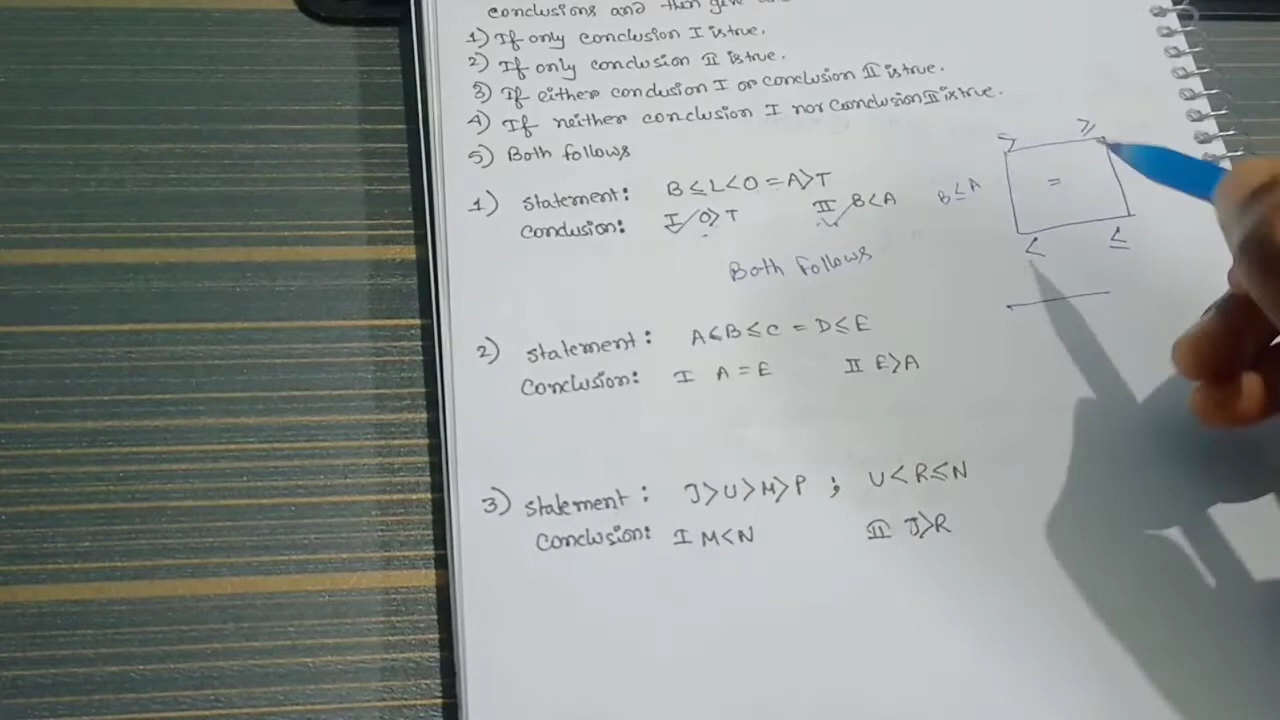 conclusions and then give
1) If only conclusion I is true.
2) If only conclusion II is true.
3) If either conclusion I or conclusion II is true.
4) If neither conclusion I nor conclusion II is true.
5) Both follows
1) Statement: B ≤ L < O = A > T
Conclusion: I O > T II B < A B ≤ A
Both follows
> ≥
=
< ≤
2) Statement: A < B ≤ C = D ≤ E
Conclusion: I A = E II E > A
3) Statement: J > U > M > P ; U < R ≤ N
Conclusion: I M < N II J > R